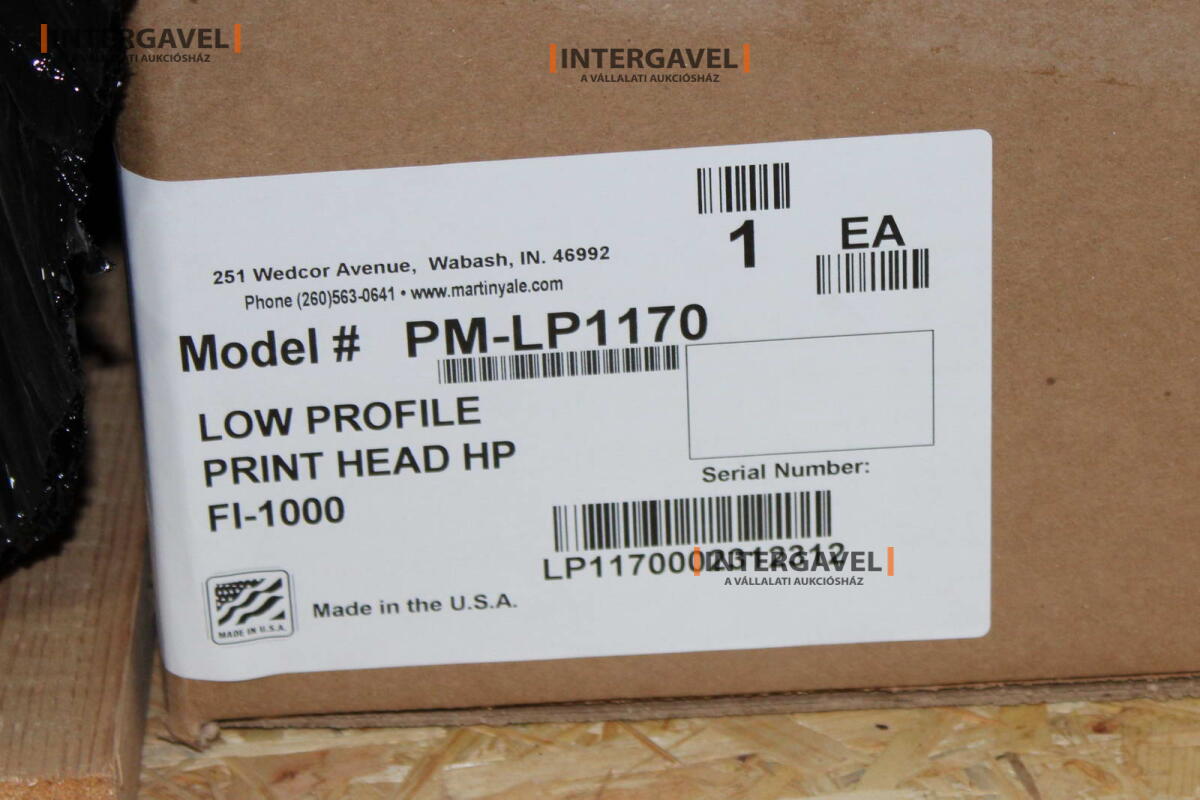 INTERGAVEL
A VÁLLALATI AUKCIÓSHÁZ
INTERGAVEL
A VÁLLALATI AUKCIÓSHÁZ
1
EA
251 Wedcor Avenue, Wabash, IN. 46992
Phone (260)563-0641 • www.martinyale.com
Model # PM-LP1170
LOW PROFILE
PRINT HEAD HP
FI-1000
Serial Number:
INTERGAVEL
A VÁLLALATI AUKCIÓSHÁZ
MADE IN U.S.A.
Made in the U.S.A.